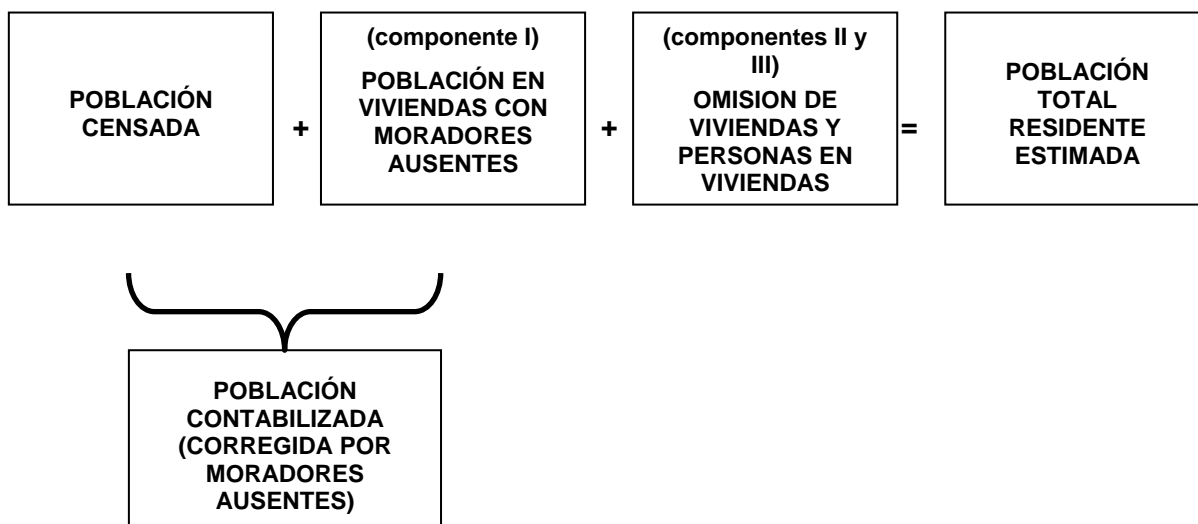 POBLACIÓN
CENSADA
+
(componente I)
POBLACIÓN EN
VIVIENDAS CON
MORADORES
AUSENTES
+
(componentes II y
III)
OMISION DE
VIVIENDAS Y
PERSONAS EN
VIVIENDAS
=
POBLACIÓN
TOTAL
RESIDENTE
ESTIMADA
POBLACIÓN
CONTABILIZADA
(CORREGIDA POR
MORADORES
AUSENTES)